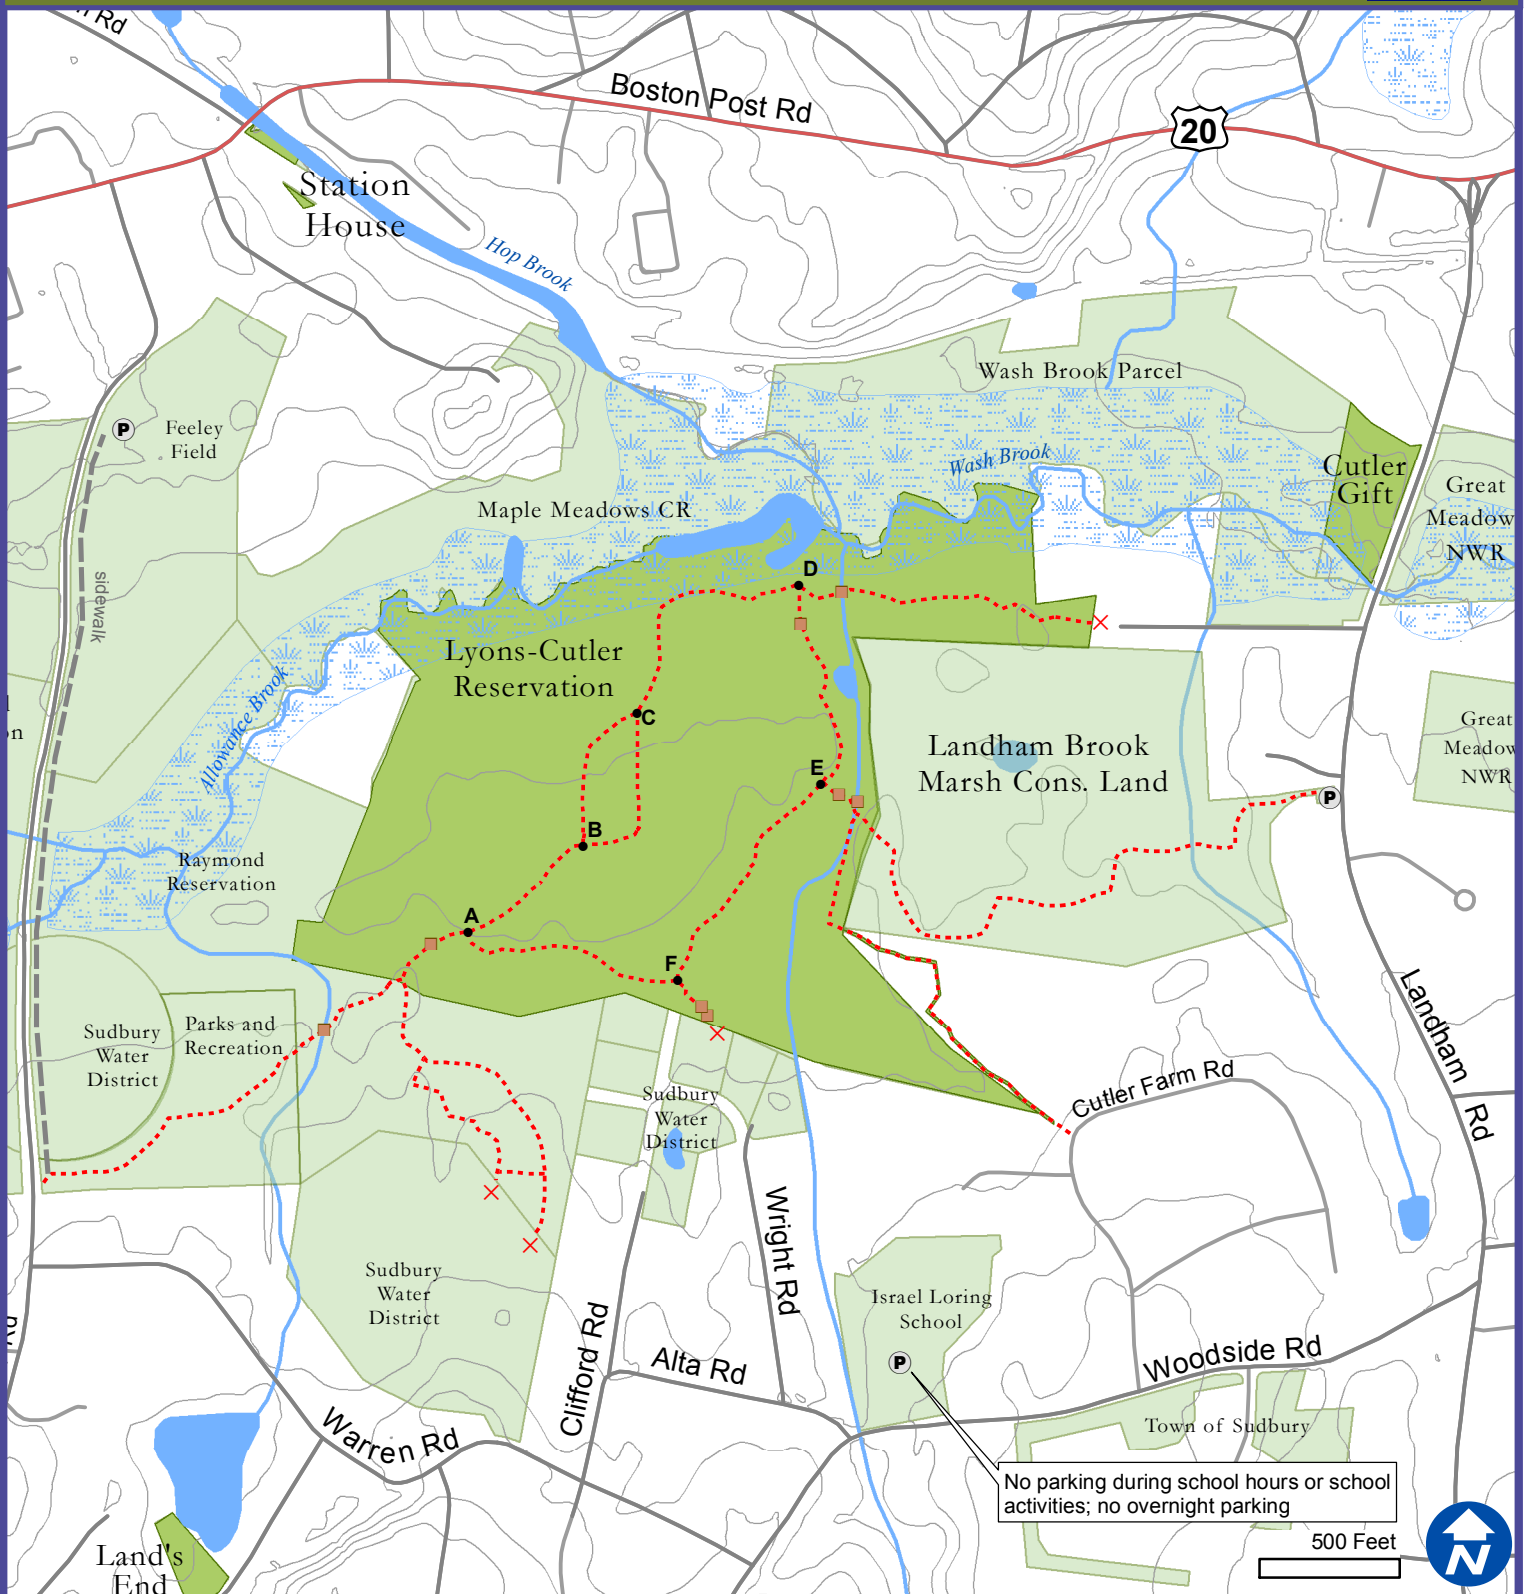 Rd
Boston Post Rd
20
Station
House
Hop Brook
Wash Brook Parcel
P
Feeley
Field
Wash Brook
Cutler
Gift
Great
Meadow
NWR
Maple Meadows CR
sidewalk
D
Lyons-Cutler
Reservation
Allowance Brook
C
on
Great
Meadow
NWR
Landham Brook
Marsh Cons. Land
E
P
B
Raymond
Reservation
A
F
Sudbury
Water
District
Parks and
Recreation
Landham
Rd
Cutler Farm Rd
Sudbury
Water
District
Wright Rd
Sudbury
Water
District
Israel Loring
School
P
Clifford Rd
Alta Rd
Woodside Rd
Rd
Warren Rd
Town of Sudbury
No parking during school hours or school
activities; no overnight parking
500 Feet
N
Land's
End